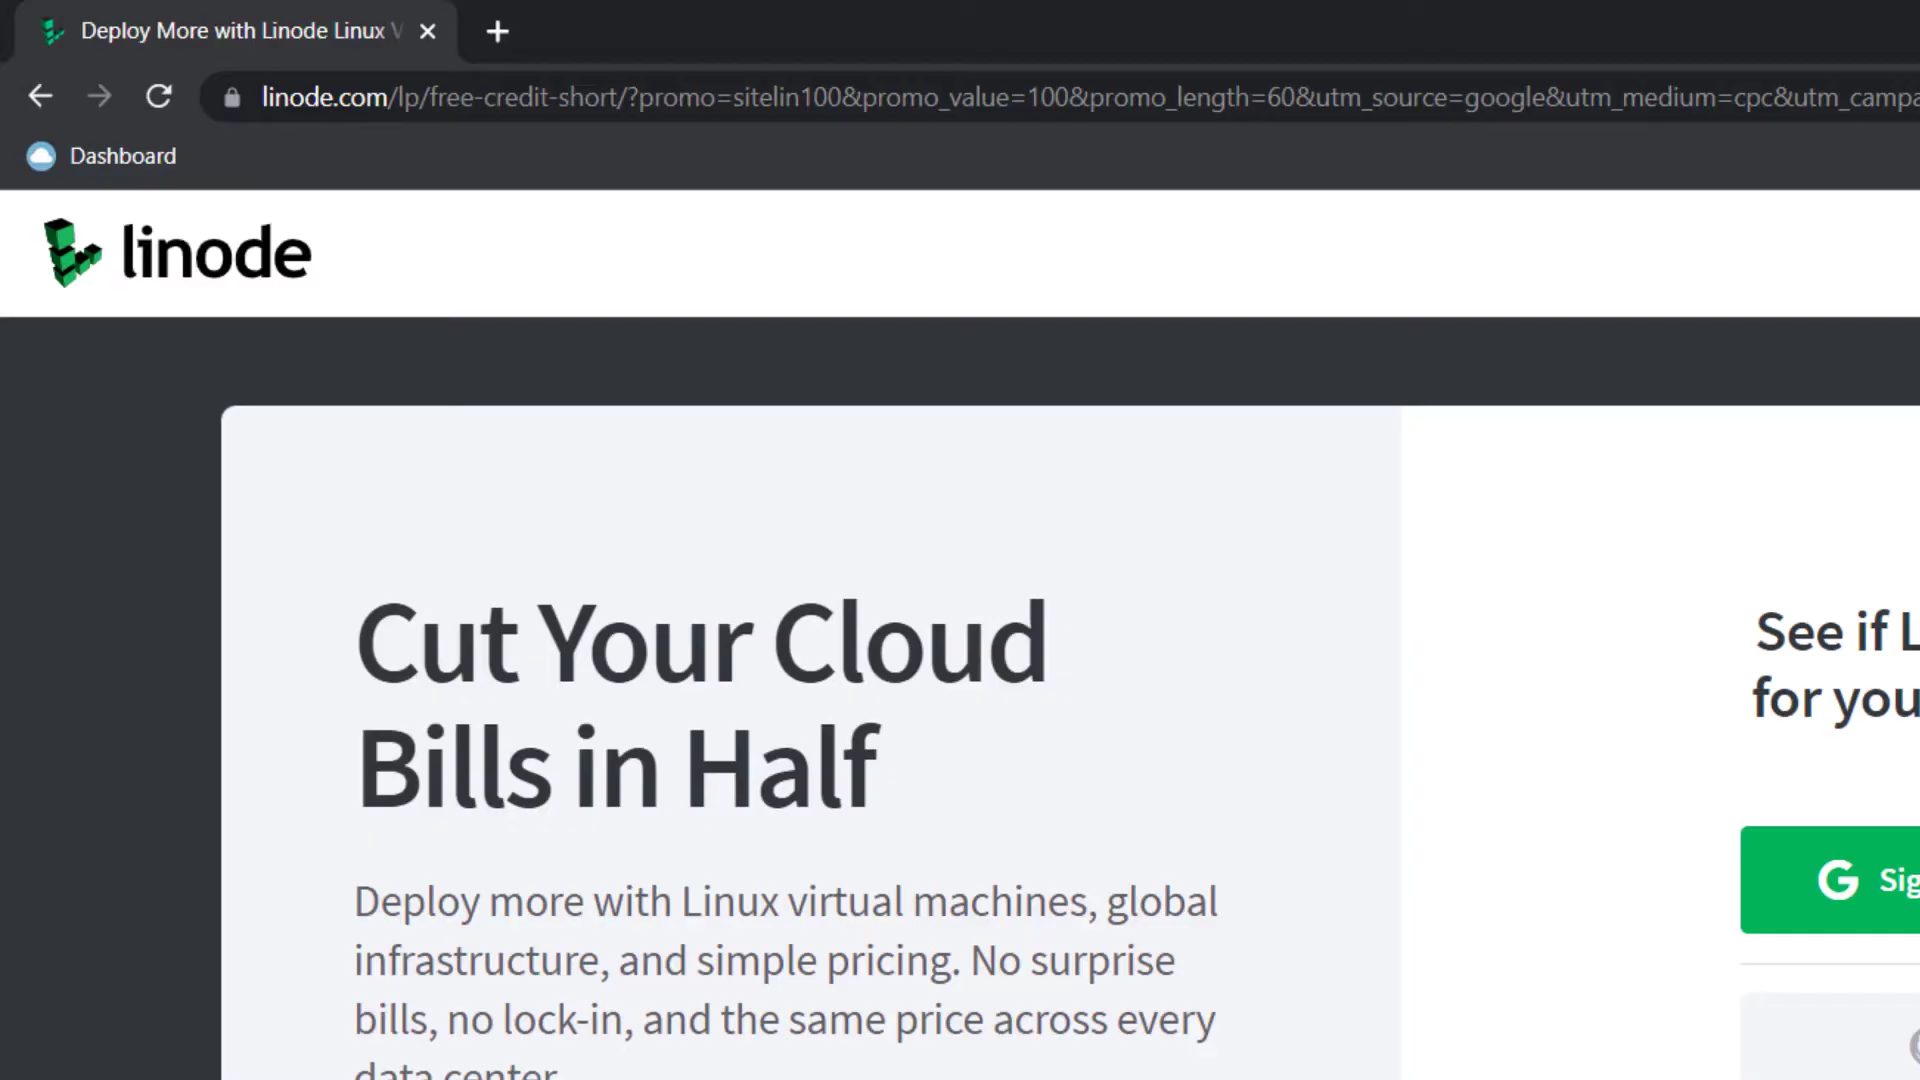 Deploy More with Linode Linux V
linode.com/lp/free-credit-short/?promo=sitelin100&promo_value=100&promo_length=60&utm_source=google&utm_medium=cpc&utm_campa
Dashboard
linode
Cut Your Cloud
Bills in Half
Deploy more with Linux virtual machines, global
infrastructure, and simple pricing. No surprise
bills, no lock-in, and the same price across every
data center.
See if L
for you
G Sig